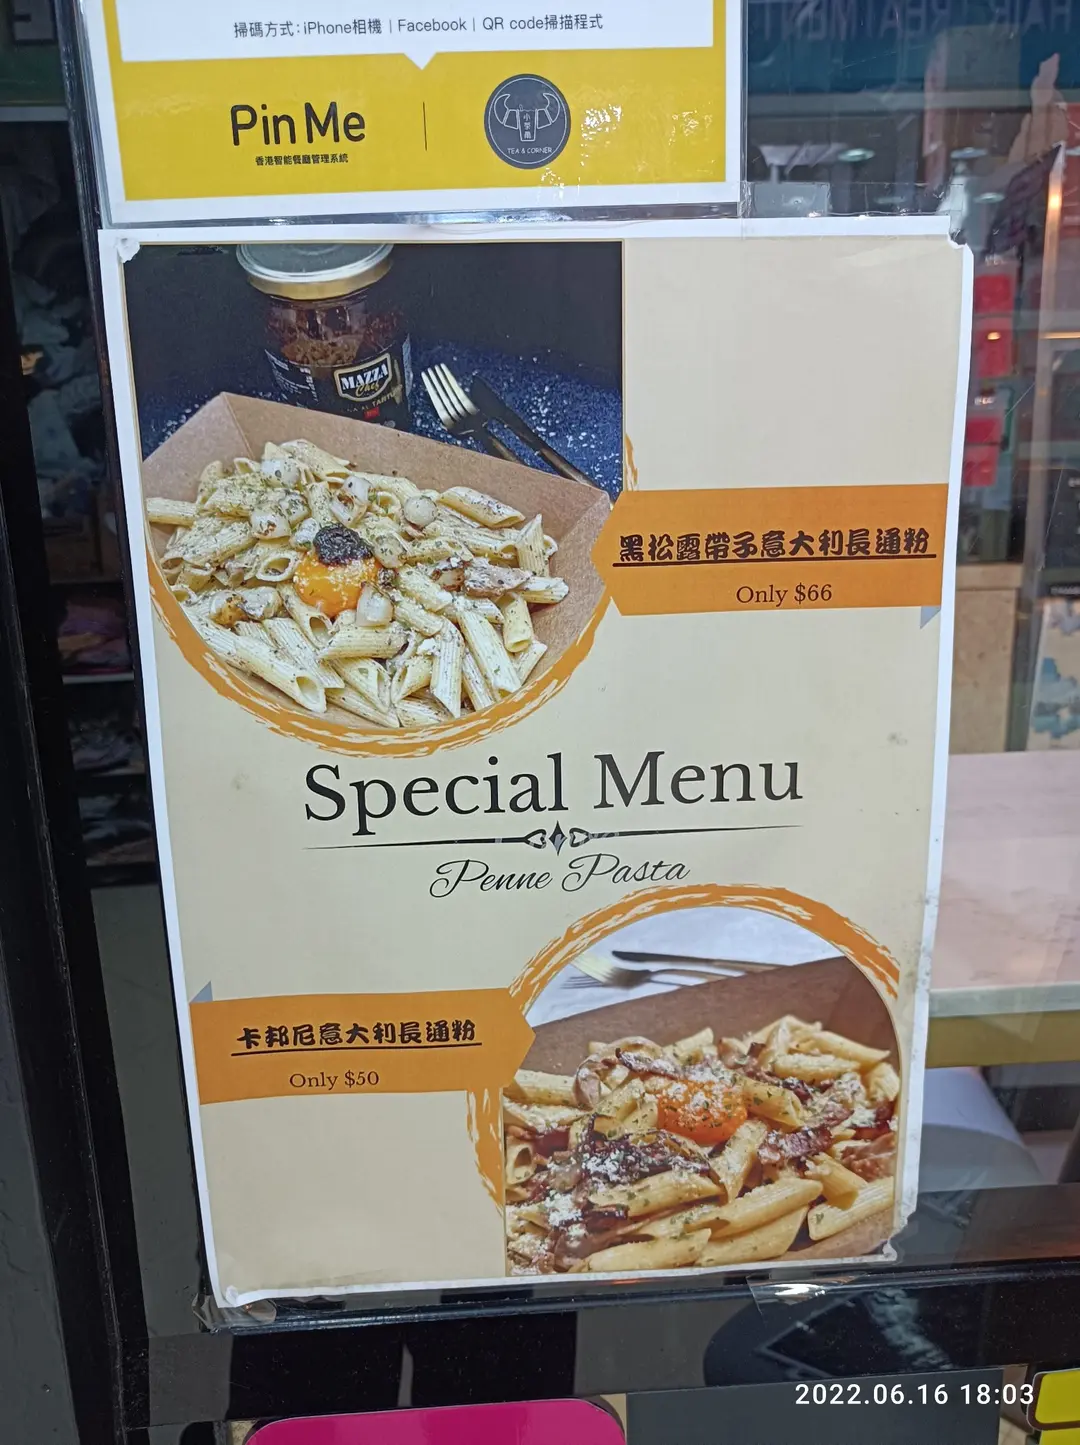 掃碼方式：iPhone相機 | Facebook | QR code掃描程式
Pin Me
香港智能餐廳管理系統
TEA & CORNER
MAZZA
Chef
黑松露帶子意大利長通粉
Only $66
Special Menu
Penne Pasta
卡邦尼意大利長通粉
Only $50
2022.06.16 18:03